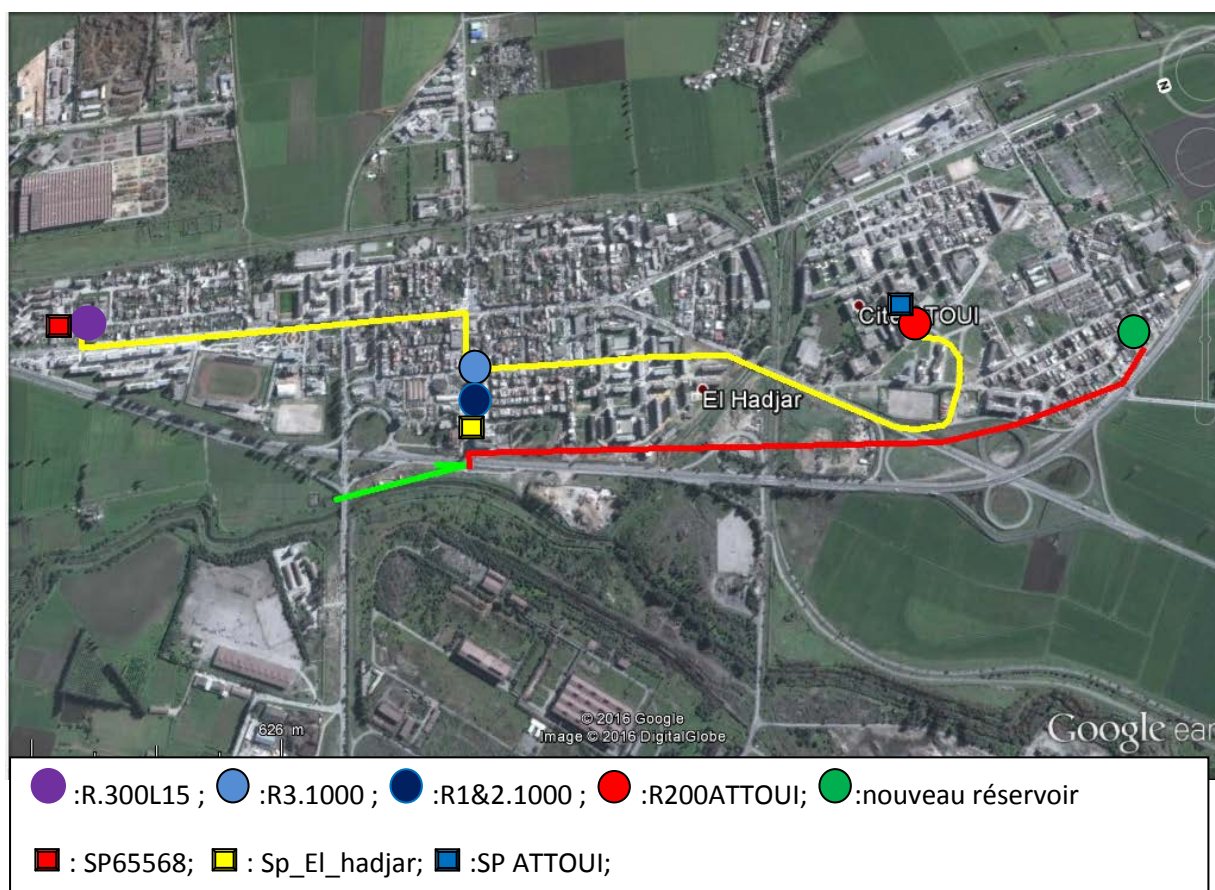 N
Cité ATTOUI
El Hadjar
626 m
© 2016 Google
Image © 2016 DigitalGlobe
Google ear
:R.300L15 ; :R3.1000 ; :R1&2.1000 ; :R200ATTOUI; :nouveau réservoir
: SP65568; : Sp_El_hadjar; :SP ATTOUI;